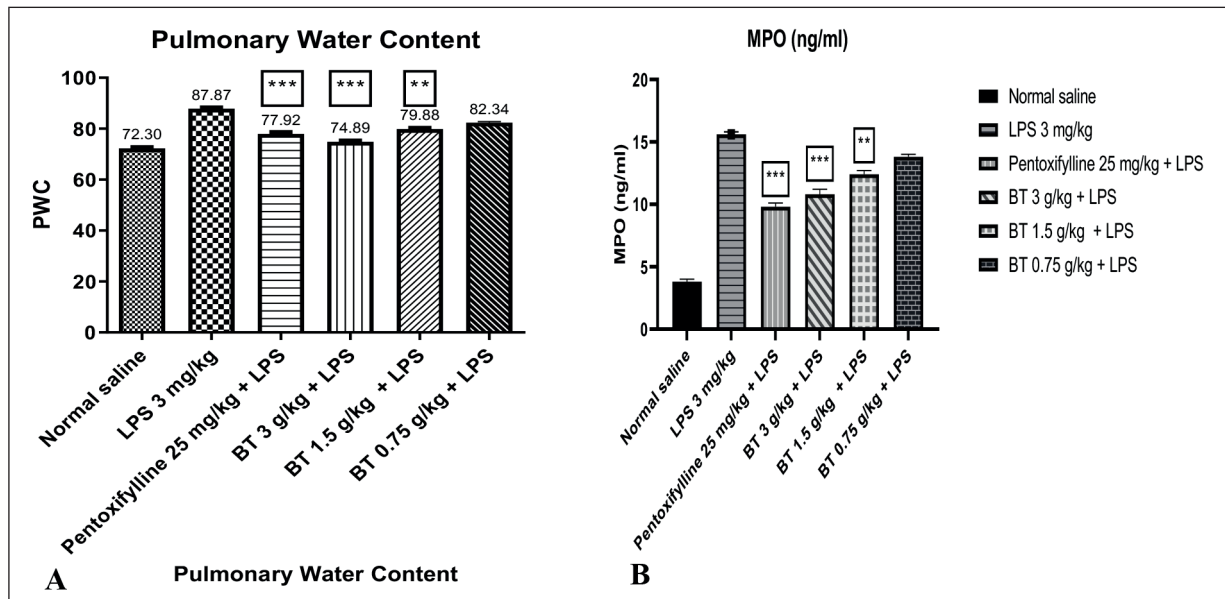 Pulmonary Water Content
PWC
100
80
60
40
20
0
72.30
87.87
***
77.92
***
74.89
**
79.88
82.34
Normal saline
LPS 3 mg/kg
Pentoxifylline 25 mg/kg + LPS
BT 3 g/kg + LPS
BT 1.5 g/kg + LPS
BT 0.75 g/kg + LPS
A
Pulmonary Water Content
MPO (ng/ml)
MPO (ng/ml)
20
15
10
5
0
***
***
**
Normal saline
LPS 3 mg/kg
Pentoxifylline 25 mg/kg + LPS
BT 3 g/kg + LPS
BT 1.5 g/kg + LPS
BT 0.75 g/kg + LPS
B
Normal saline
LPS 3 mg/kg
Pentoxifylline 25 mg/kg + LPS
BT 3 g/kg + LPS
BT 1.5 g/kg + LPS
BT 0.75 g/kg + LPS